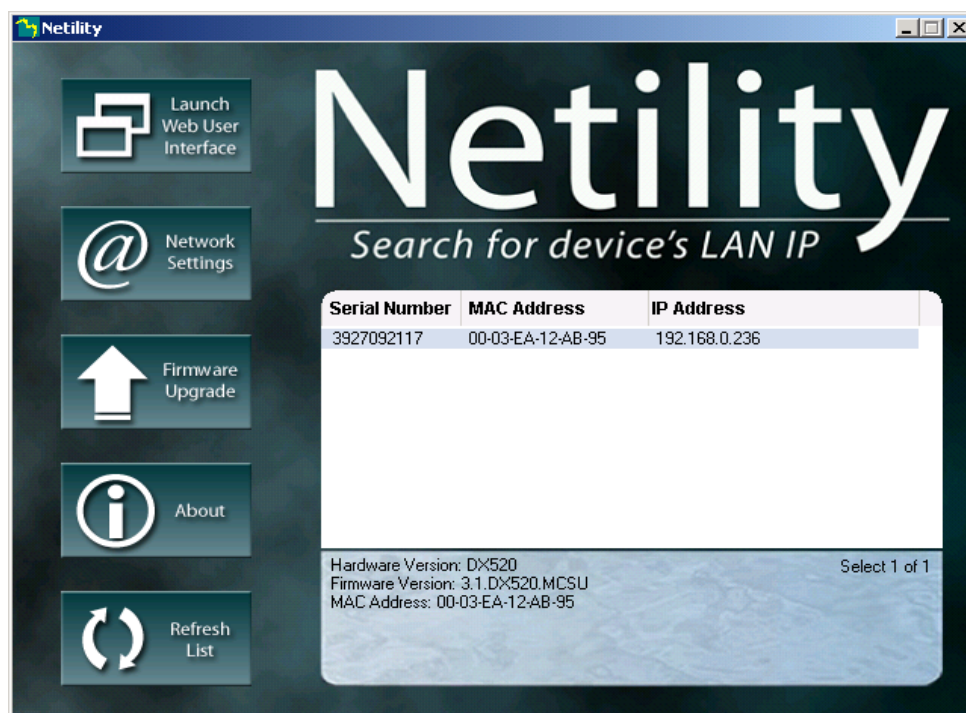 Netility
Launch
Web User
Interface
Network
Settings
Firmware
Upgrade
About
Refresh
List
Netility
Search for device's LAN IP
Serial Number MAC Address IP Address
3927092117 00-03-EA-12-AB-95 192.168.0.236
Hardware Version: DX520 Select 1 of 1
Firmware Version: 3.1.DX520.MCSU
MAC Address: 00-03-EA-12-AB-95